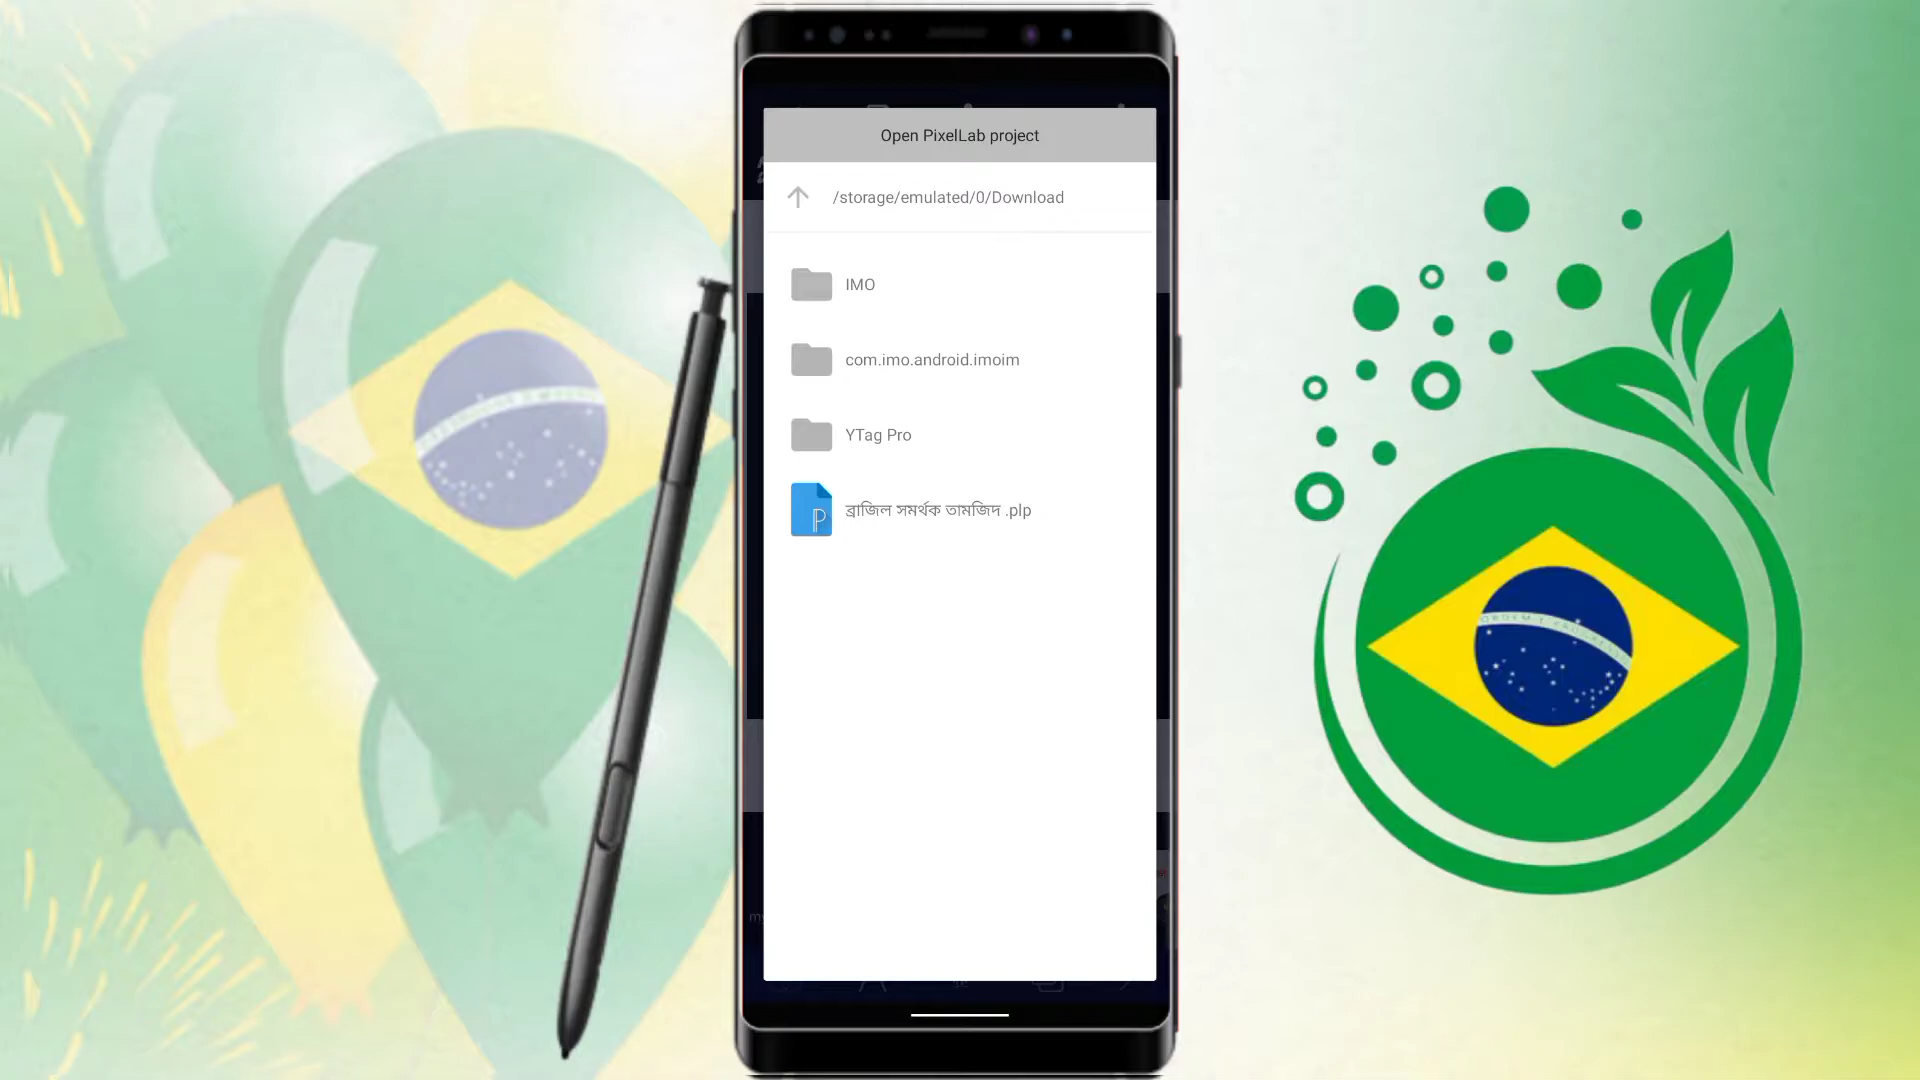 Open PixelLab project
/storage/emulated/0/Download
IMO
com.imo.android.imoim
YTag Pro
ব্রাজিল সমর্থক তামজিদ .plp